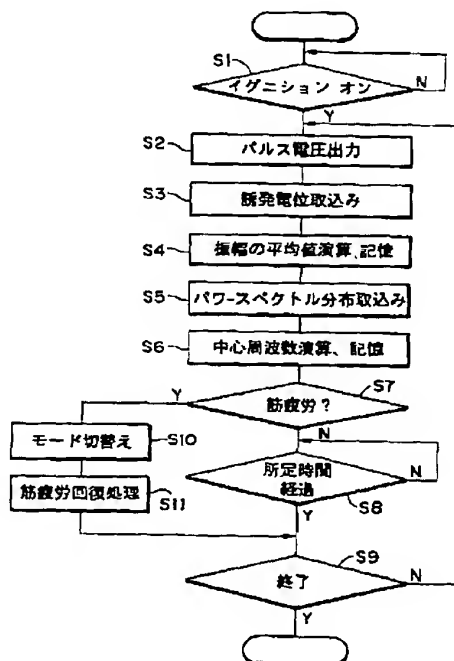 S1
イグニション オン
N
Y
S2
パルス電圧出力
S3
誘発電位取込み
S4
振幅の平均値演算、記憶
S5
パワースペクトル分布取込み
S6
中心周波数演算、記憶
S7
Y
筋疲労?
N
モード切替え
S10
所定時間
経過
N
筋疲労回復処理
S11
S8
Y
S9
終了
N
Y